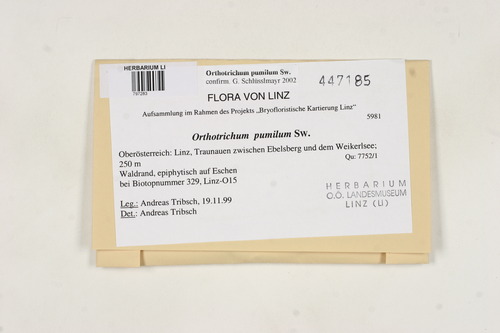 HERBARIUM LI
Orthotrichum pumilum Sw.
confirm. G. Schlüsslmayr 2002
447185
FLORA VON LINZ
Aufsammlung im Rahmen des Projekts „Bryofloristische Kartierung Linz“
5981
Orthotrichum pumilum Sw.
Oberösterreich: Linz, Traunauen zwischen Ebelsberg und dem Weikerlsee;
250 m
Qu: 7752/1
Waldrand, epiphytisch auf Eschen
bei Biotopnummer 329, Linz-O15
Leg.: Andreas Tribsch, 19.11.99
Det.: Andreas Tribsch
HERBARIUM
O.Ö. LANDESMUSEUM
LINZ (LI)